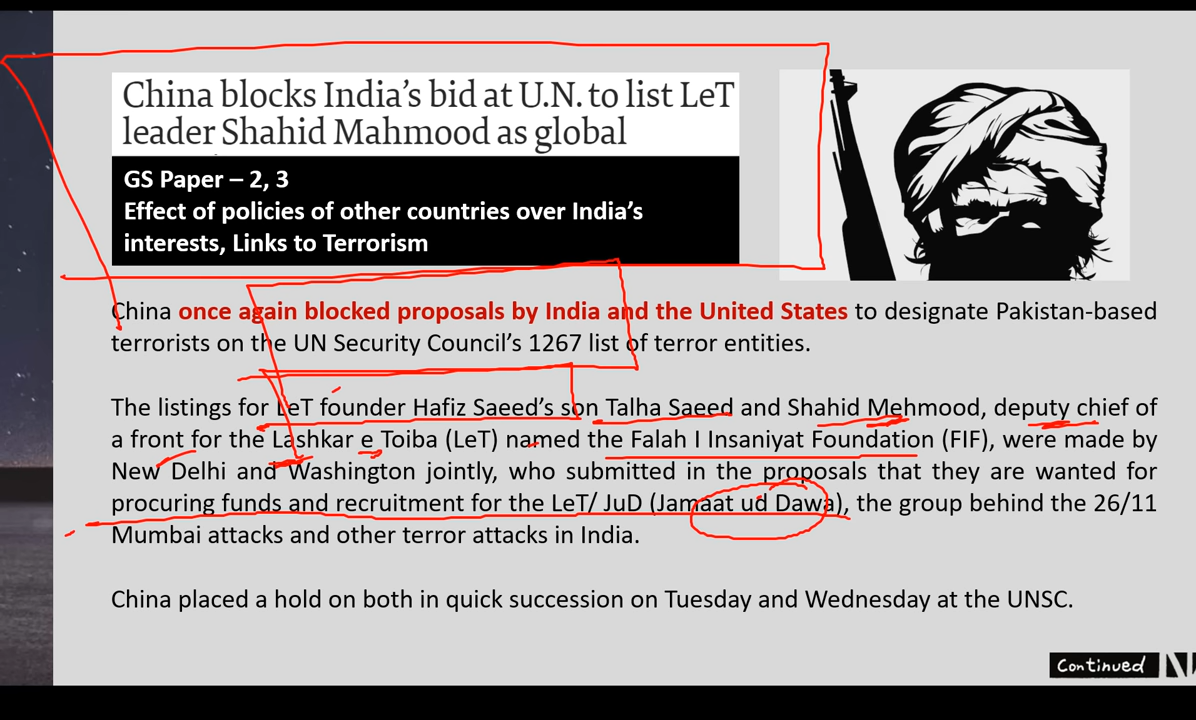 China blocks India's bid at U.N. to list LeT
leader Shahid Mahmood as global
GS Paper – 2, 3
Effect of policies of other countries over India's
interests, Links to Terrorism
China once again blocked proposals by India and the United States to designate Pakistan-based
terrorists on the UN Security Council's 1267 list of terror entities.
The listings for LeT founder Hafiz Saeed's son Talha Saeed and Shahid Mehmood, deputy chief of
a front for the Lashkar e Toiba (LeT) named the Falah I Insaniyat Foundation (FIF), were made by
New Delhi and Washington jointly, who submitted in the proposals that they are wanted for
procuring funds and recruitment for the LeT/ JuD (Jamaat ud Dawa), the group behind the 26/11
Mumbai attacks and other terror attacks in India.
China placed a hold on both in quick succession on Tuesday and Wednesday at the UNSC.
Continued